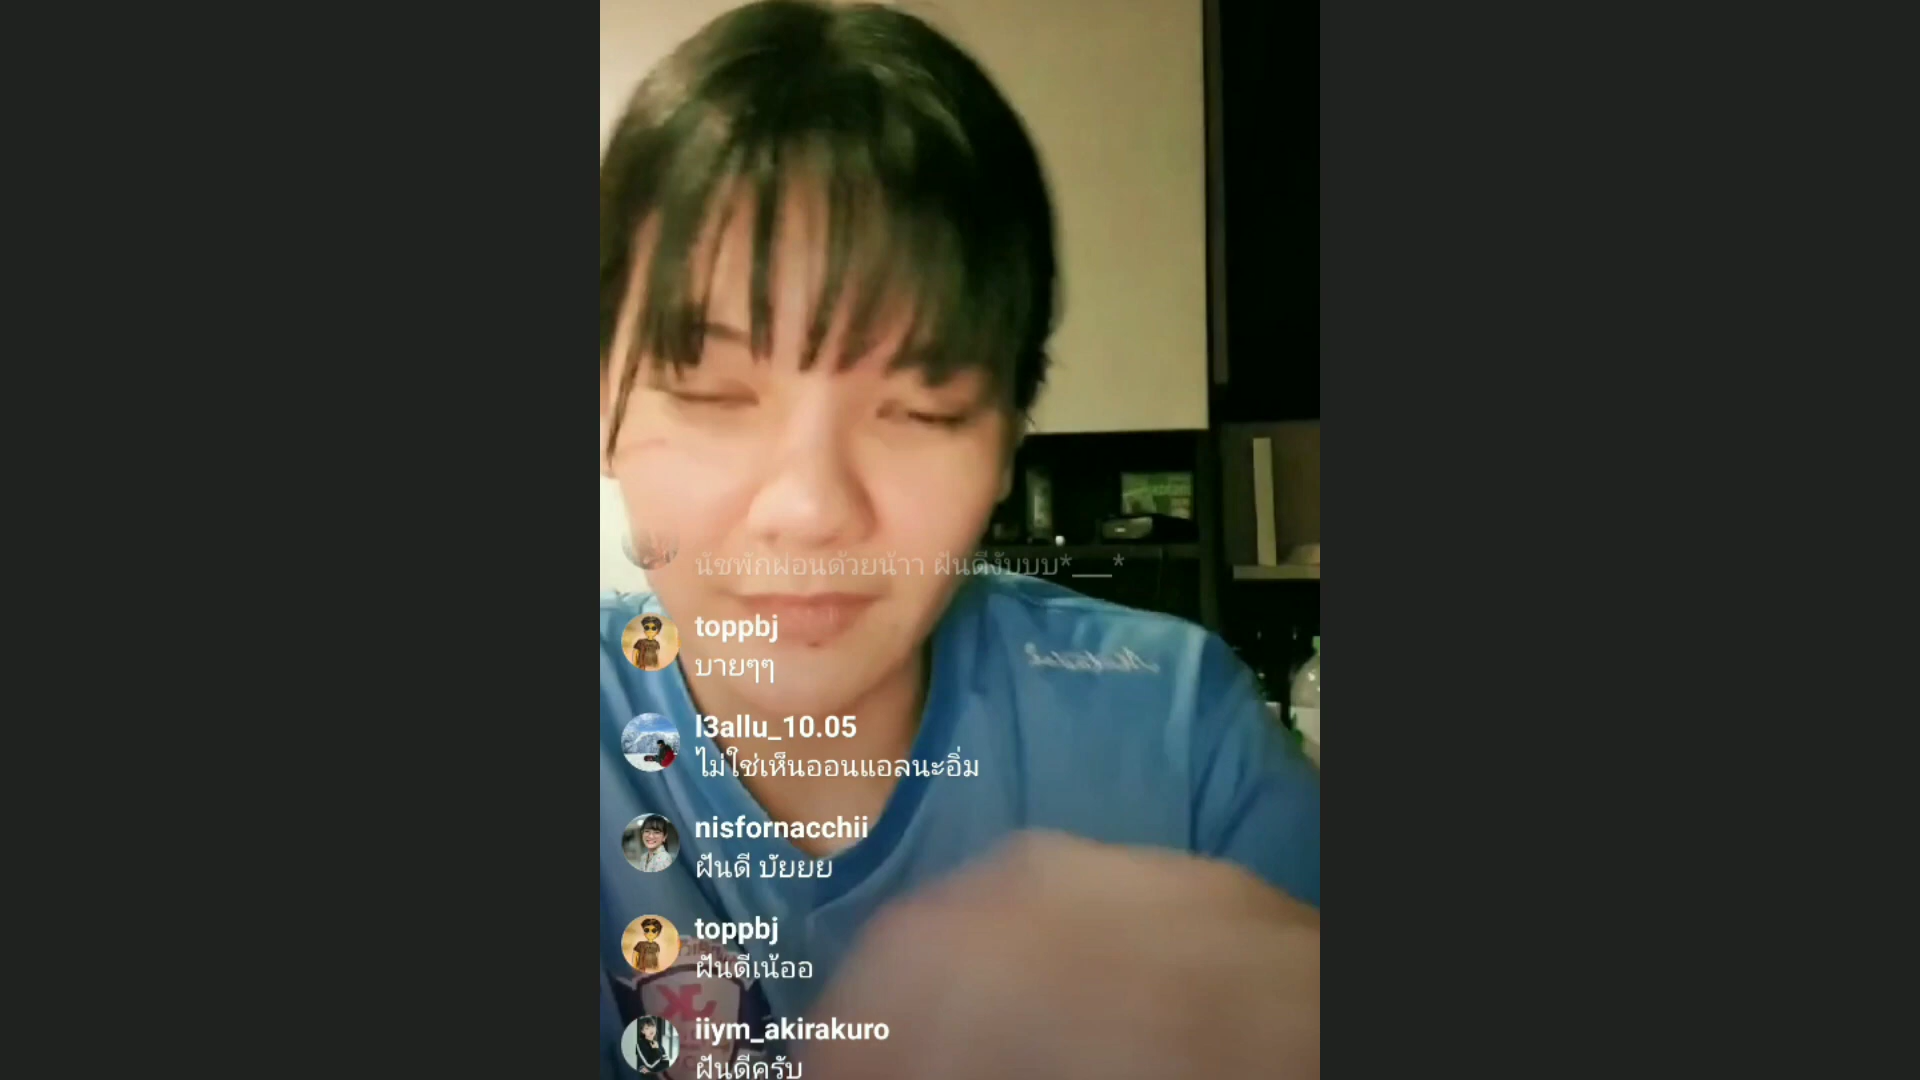 นัชพักผ่อนด้วยน้าา ฝันดีงับบบ*___*
toppbj
บายๆๆ
l3allu_10.05
ไม่ใช่เห็นออนแอลนะอิ่ม
nisfornacchii
ฝันดี บ้ยยย
toppbj
ฝันดีเน้ออ
iiym_akirakuro
ฝันดีครับ